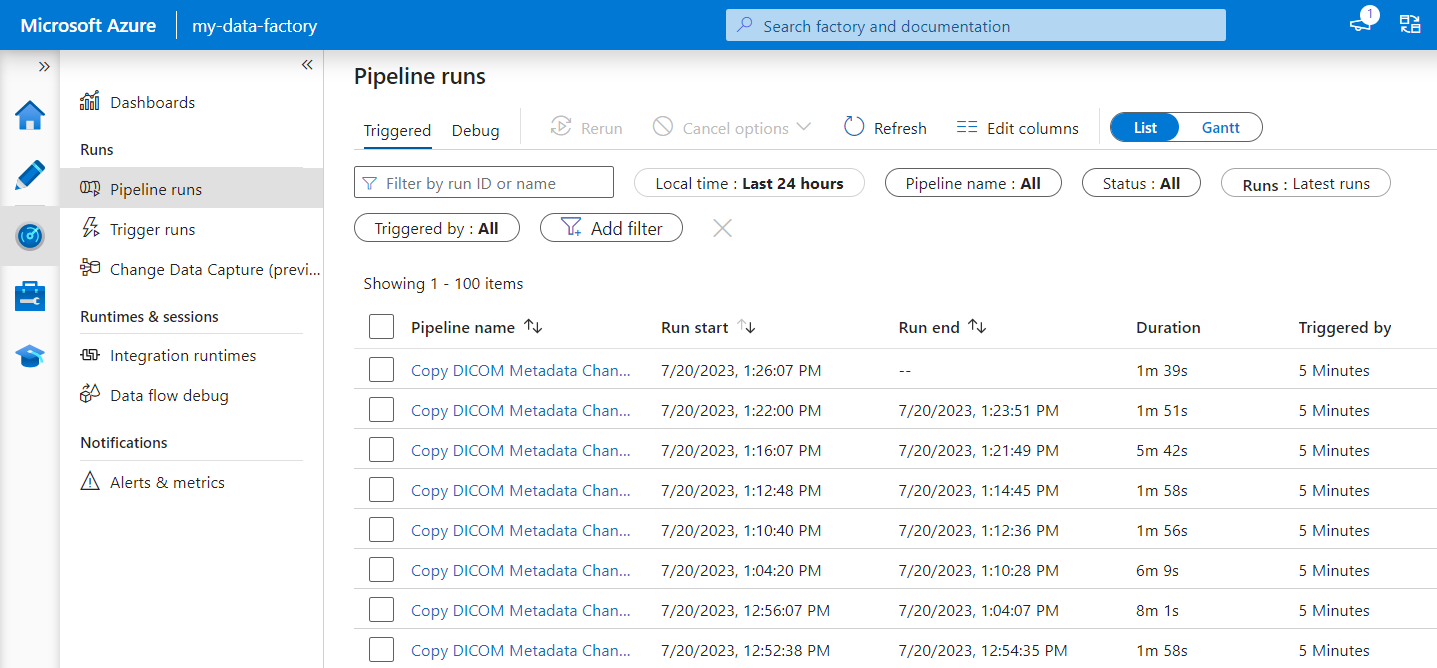 Microsoft Azure my-data-factory Search factory and documentation 1
Dashboards
Runs
Pipeline runs
Trigger runs
Change Data Capture (previ...
Runtimes & sessions
Integration runtimes
Data flow debug
Notifications
Alerts & metrics
Pipeline runs
Triggered Debug Rerun Cancel options Refresh Edit columns List Gantt
Filter by run ID or name Local time : Last 24 hours Pipeline name : All Status : All Runs : Latest runs
Triggered by : All Add filter
Showing 1 - 100 items
Pipeline name Run start Run end Duration Triggered by
Copy DICOM Metadata Chan... 7/20/2023, 1:26:07 PM -- 1m 39s 5 Minutes
Copy DICOM Metadata Chan... 7/20/2023, 1:22:00 PM 7/20/2023, 1:23:51 PM 1m 51s 5 Minutes
Copy DICOM Metadata Chan... 7/20/2023, 1:16:07 PM 7/20/2023, 1:21:49 PM 5m 42s 5 Minutes
Copy DICOM Metadata Chan... 7/20/2023, 1:12:48 PM 7/20/2023, 1:14:45 PM 1m 58s 5 Minutes
Copy DICOM Metadata Chan... 7/20/2023, 1:10:40 PM 7/20/2023, 1:12:36 PM 1m 56s 5 Minutes
Copy DICOM Metadata Chan... 7/20/2023, 1:04:20 PM 7/20/2023, 1:10:28 PM 6m 9s 5 Minutes
Copy DICOM Metadata Chan... 7/20/2023, 12:56:07 PM 7/20/2023, 1:04:07 PM 8m 1s 5 Minutes
Copy DICOM Metadata Chan... 7/20/2023, 12:52:38 PM 7/20/2023, 12:54:35 PM 1m 58s 5 Minutes